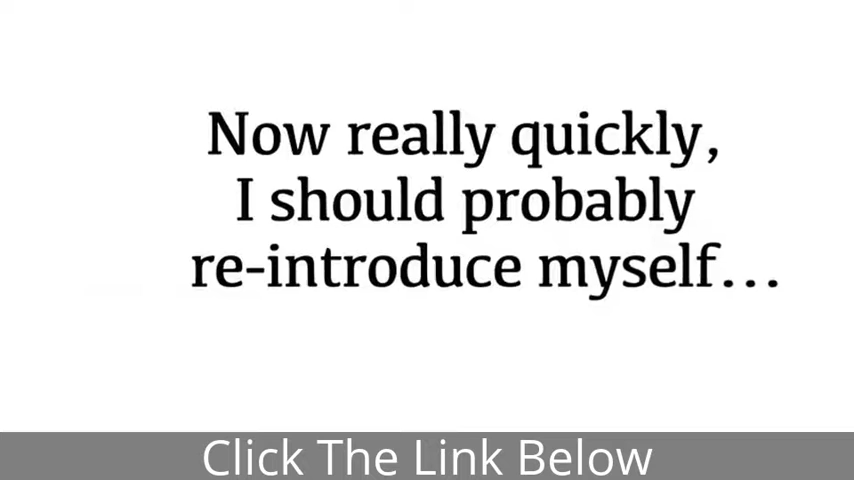 Now really quickly,
I should probably
re-introduce myself...
Click The Link Below